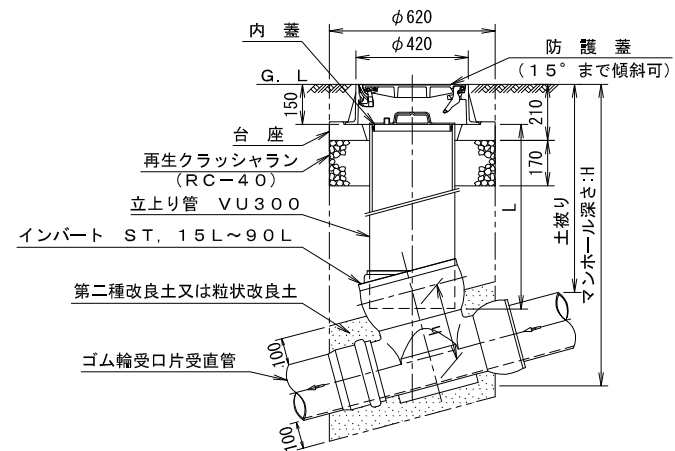 φ620
内 蓋
φ420
防 護 蓋
(15°まで傾斜可)
G. L
150
210
台 座
再生クラッシャラン
(RC-40)
170
立上り管 VU300
L
土被り
マンホール深さ:H
インバート ST, 15L~90L
第二種改良土又は粒状改良土
h
100
ゴム輪受口片受直管
100